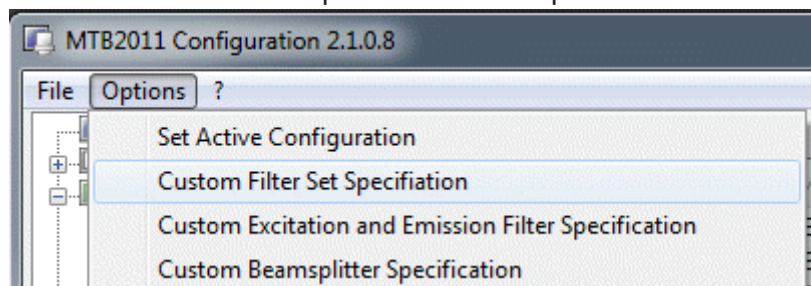 MTB2011 Configuration 2.1.0.8
File Options ?
Set Active Configuration
Custom Filter Set Specifiation
Custom Excitation and Emission Filter Specification
Custom Beamsplitter Specification